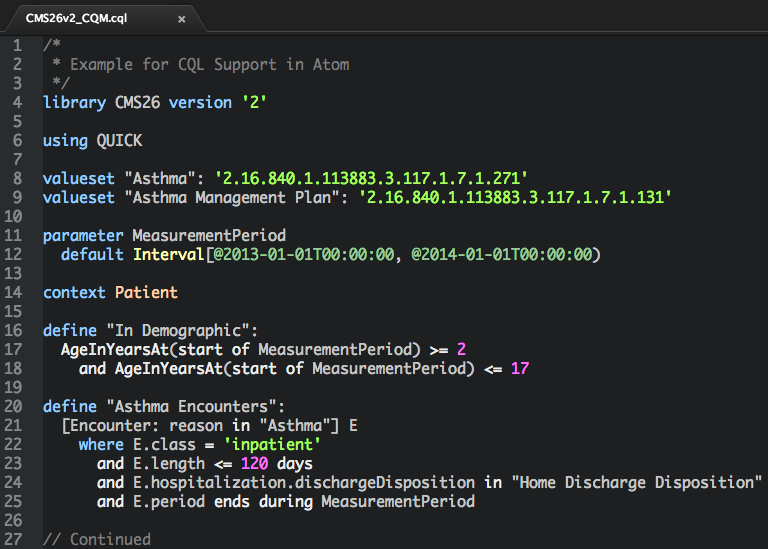 CMS26v2_CQM.cql ×
1 /*
2  * Example for CQL Support in Atom
3  */
4 library CMS26 version '2'
5
6 using QUICK
7
8 valueset "Asthma": '2.16.840.1.113883.3.117.1.7.1.271'
9 valueset "Asthma Management Plan": '2.16.840.1.113883.3.117.1.7.1.131'
10
11 parameter MeasurementPeriod
12   default Interval[@2013-01-01T00:00:00, @2014-01-01T00:00:00)
13
14 context Patient
15
16 define "In Demographic":
17   AgeInYearsAt(start of MeasurementPeriod) >= 2
18     and AgeInYearsAt(start of MeasurementPeriod) <= 17
19
20 define "Asthma Encounters":
21   [Encounter: reason in "Asthma"] E
22     where E.class = 'inpatient'
23       and E.length <= 120 days
24       and E.hospitalization.dischargeDisposition in "Home Discharge Disposition"
25       and E.period ends during MeasurementPeriod
26
27 // Continued